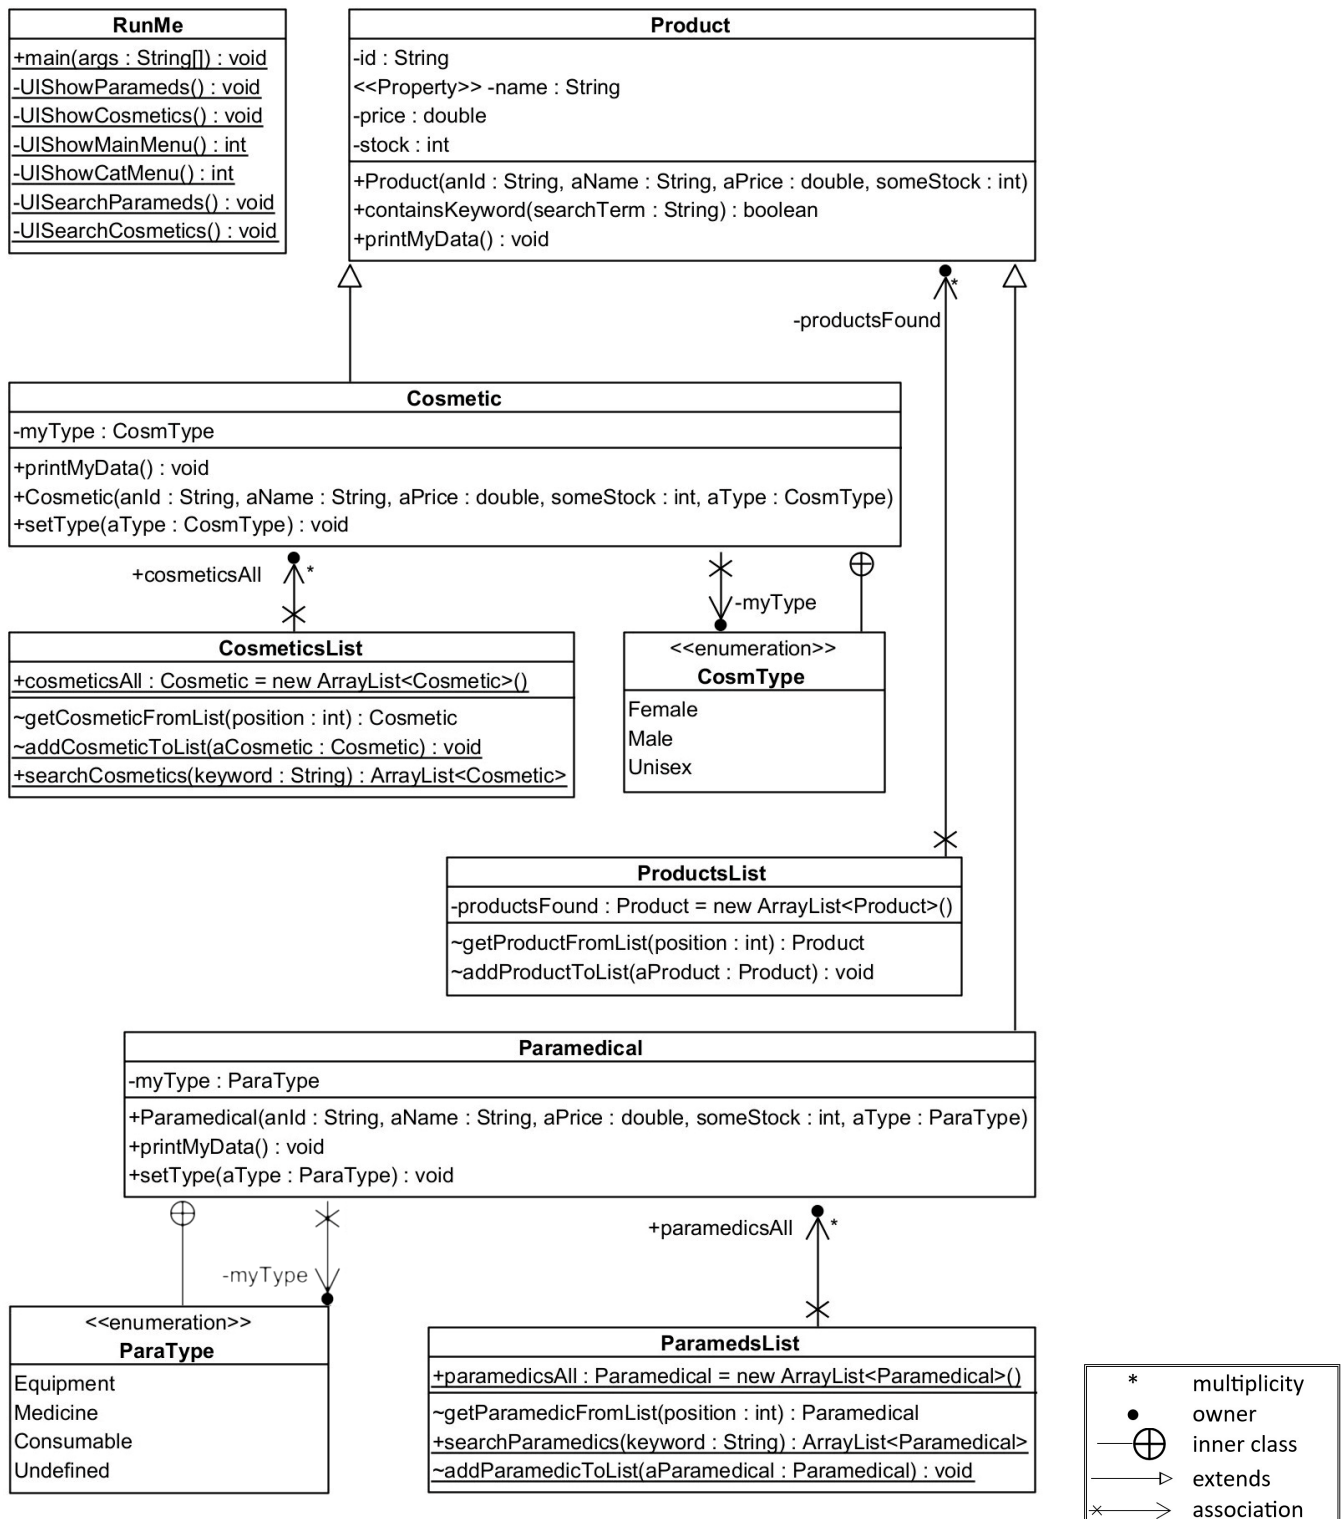 RunMe
+main(args : String[]) : void
-UIShowParameds() : void
-UIShowCosmetics() : void
-UIShowMainMenu() : int
-UIShowCatMenu() : int
-UISearchParameds() : void
-UISearchCosmetics() : void
Product
-id : String
<<Property>> -name : String
-price : double
-stock : int
+Product(anId : String, aName : String, aPrice : double, someStock : int)
+containsKeyword(searchTerm : String) : boolean
+printMyData() : void
*
-productsFound
Cosmetic
-myType : CosmType
+printMyData() : void
+Cosmetic(anId : String, aName : String, aPrice : double, someStock : int, aType : CosmType)
+setType(aType : CosmType) : void
+cosmeticsAll
*
-myType
CosmeticsList
+cosmeticsAll : Cosmetic = new ArrayList<Cosmetic>()
~getCosmeticFromList(position : int) : Cosmetic
~addCosmeticToList(aCosmetic : Cosmetic) : void
+searchCosmetics(keyword : String) : ArrayList<Cosmetic>
<<enumeration>>
CosmType
Female
Male
Unisex
ProductsList
-productsFound : Product = new ArrayList<Product>()
~getProductFromList(position : int) : Product
~addProductToList(aProduct : Product) : void
Paramedical
-myType : ParaType
+Paramedical(anId : String, aName : String, aPrice : double, someStock : int, aType : ParaType)
+printMyData() : void
+setType(aType : ParaType) : void
-myType
+paramedicsAll
*
<<enumeration>>
ParaType
Equipment
Medicine
Consumable
Undefined
ParamedsList
+paramedicsAll : Paramedical = new ArrayList<Paramedical>()
~getParamedicFromList(position : int) : Paramedical
+searchParamedics(keyword : String) : ArrayList<Paramedical>
~addParamedicToList(aParamedical : Paramedical) : void
* multiplicity
owner
inner class
extends
association